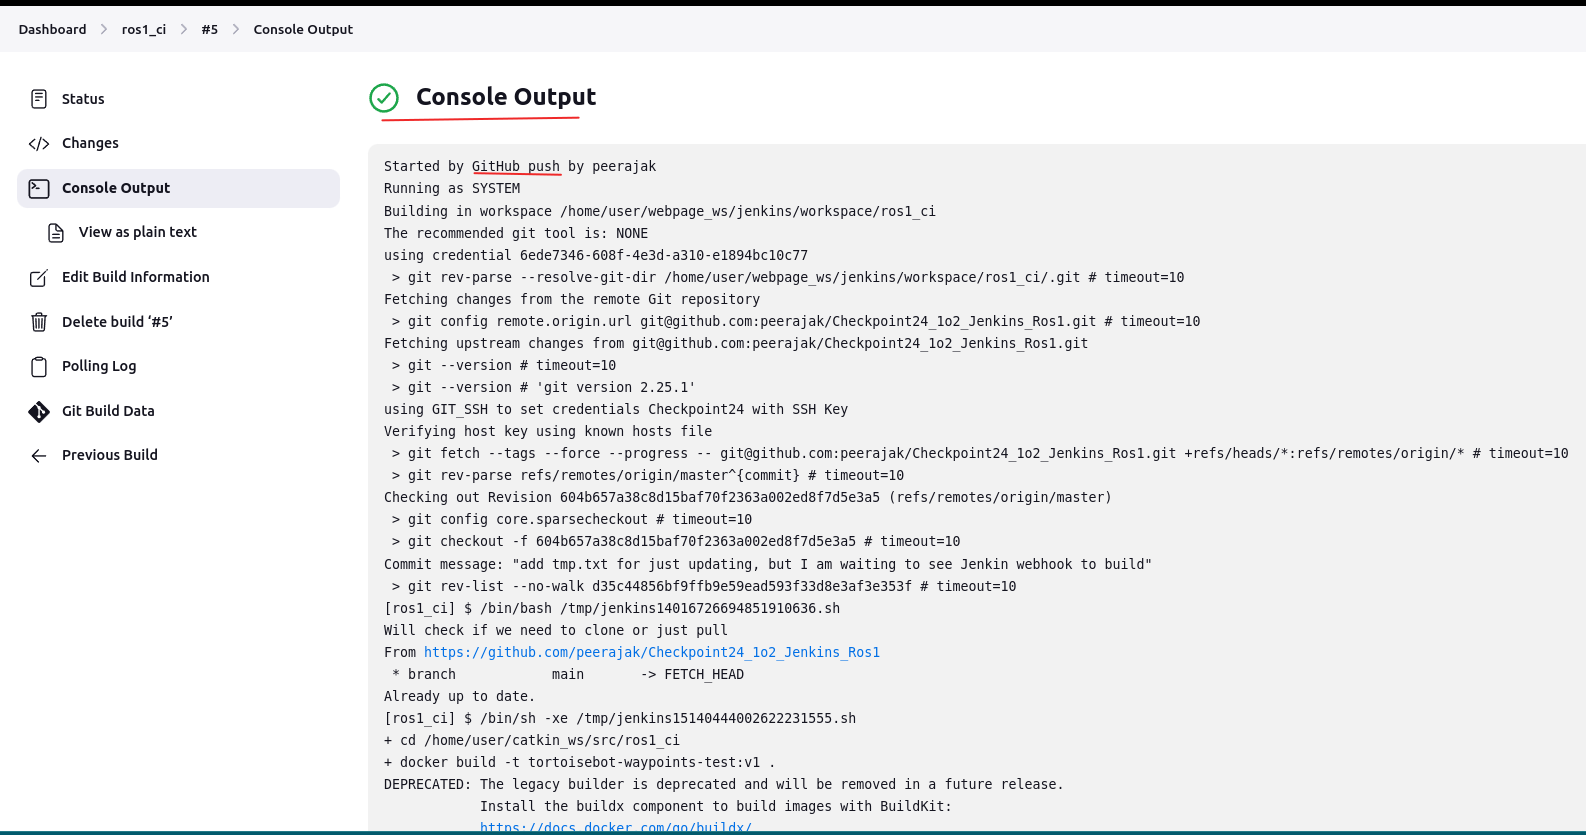 Dashboard > ros1_ci > #5 > Console Output
Status
Changes
Console Output
View as plain text
Edit Build Information
Delete build ‘#5’
Polling Log
Git Build Data
Previous Build
Console Output
Started by GitHub push by peerajak
Running as SYSTEM
Building in workspace /home/user/webpage_ws/jenkins/workspace/ros1_ci
The recommended git tool is: NONE
using credential 6ede7346-608f-4e3d-a310-e1894bc10c77
 > git rev-parse --resolve-git-dir /home/user/webpage_ws/jenkins/workspace/ros1_ci/.git # timeout=10
Fetching changes from the remote Git repository
 > git config remote.origin.url git@github.com:peerajak/Checkpoint24_1o2_Jenkins_Ros1.git # timeout=10
Fetching upstream changes from git@github.com:peerajak/Checkpoint24_1o2_Jenkins_Ros1.git
 > git --version # timeout=10
 > git --version # 'git version 2.25.1'
using GIT_SSH to set credentials Checkpoint24 with SSH Key
Verifying host key using known hosts file
 > git fetch --tags --force --progress -- git@github.com:peerajak/Checkpoint24_1o2_Jenkins_Ros1.git +refs/heads/*:refs/remotes/origin/* # timeout=10
 > git rev-parse refs/remotes/origin/master^{commit} # timeout=10
Checking out Revision 604b657a38c8d15baf70f2363a002ed8f7d5e3a5 (refs/remotes/origin/master)
 > git config core.sparsecheckout # timeout=10
 > git checkout -f 604b657a38c8d15baf70f2363a002ed8f7d5e3a5 # timeout=10
Commit message: "add tmp.txt for just updating, but I am waiting to see Jenkin webhook to build"
 > git rev-list --no-walk d35c44856bf9ffb9e59ead593f33d8e3af3e353f # timeout=10
[ros1_ci] $ /bin/bash /tmp/jenkins14016726694851910636.sh
Will check if we need to clone or just pull
From https://github.com/peerajak/Checkpoint24_1o2_Jenkins_Ros1
 * branch            main       -> FETCH_HEAD
Already up to date.
[ros1_ci] $ /bin/sh -xe /tmp/jenkins15140444002622231555.sh
+ cd /home/user/catkin_ws/src/ros1_ci
+ docker build -t tortoisebot-waypoints-test:v1 .
DEPRECATED: The legacy builder is deprecated and will be removed in a future release.
            Install the buildx component to build images with BuildKit:
            https://docs.docker.com/go/buildx/